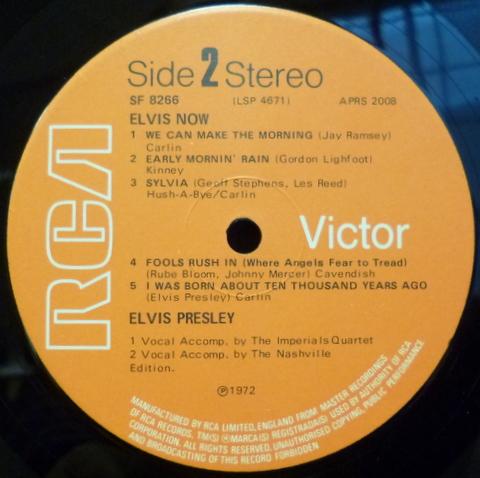 Side 2 Stereo
SF 8266 (LSP 4671) APRS 2008
ELVIS NOW
1 WE CAN MAKE THE MORNING (Jay Ramsey)
Carlin
2 EARLY MORNIN' RAIN (Gordon Lightfoot)
Kinney
3 SYLVIA (Geoff Stephens, Les Reed)
Hush-A-Bye/Carlin
RCA
Victor
4 FOOLS RUSH IN (Where Angels Fear to Tread)
(Rube Bloom, Johnny Mercer) Cavendish
5 I WAS BORN ABOUT TEN THOUSAND YEARS AGO
(Elvis Presley) Carlin
ELVIS PRESLEY
1 Vocal Accomp. by The Imperials Quartet
2 Vocal Accomp. by The Nashville
Edition.
℗1972
MANUFACTURED BY RCA LIMITED, ENGLAND FROM MASTER RECORDINGS
OF RCA RECORDS. TM(S) ® MARCA(S) REGISTRADA(S) USED BY AUTHORITY OF RCA
CORPORATION. ALL RIGHTS RESERVED. UNAUTHORISED COPYING, PUBLIC PERFORMANCE
AND BROADCASTING OF THIS RECORD FORBIDDEN